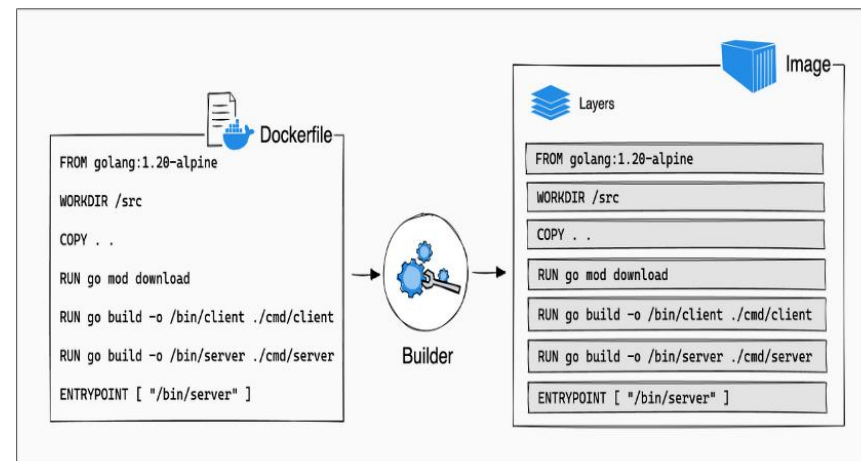 Dockerfile
FROM golang:1.20-alpine
WORKDIR /src
COPY . .
RUN go mod download
RUN go build -o /bin/client ./cmd/client
RUN go build -o /bin/server ./cmd/server
ENTRYPOINT [ "/bin/server" ]
Builder
Image
Layers
FROM golang:1.20-alpine
WORKDIR /src
COPY . .
RUN go mod download
RUN go build -o /bin/client ./cmd/client
RUN go build -o /bin/server ./cmd/server
ENTRYPOINT [ "/bin/server" ]